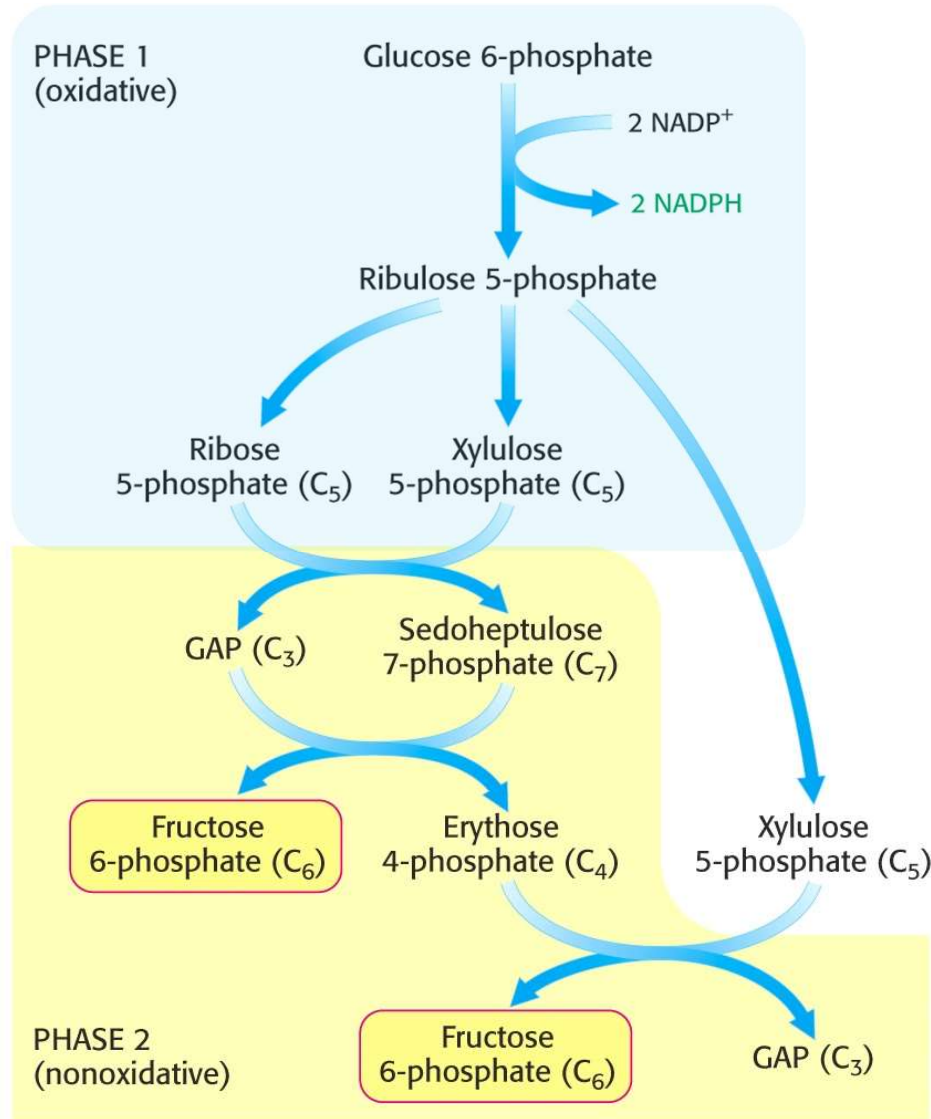 PHASE 1
(oxidative)
Glucose 6-phosphate
2 NADP⁺
2 NADPH
Ribulose 5-phosphate
Ribose
5-phosphate (C₅)
Xylulose
5-phosphate (C₅)
GAP (C₃)
Sedoheptulose
7-phosphate (C₇)
Fructose
6-phosphate (C₆)
Erythose
4-phosphate (C₄)
Xylulose
5-phosphate (C₅)
PHASE 2
(nonoxidative)
Fructose
6-phosphate (C₆)
GAP (C₃)